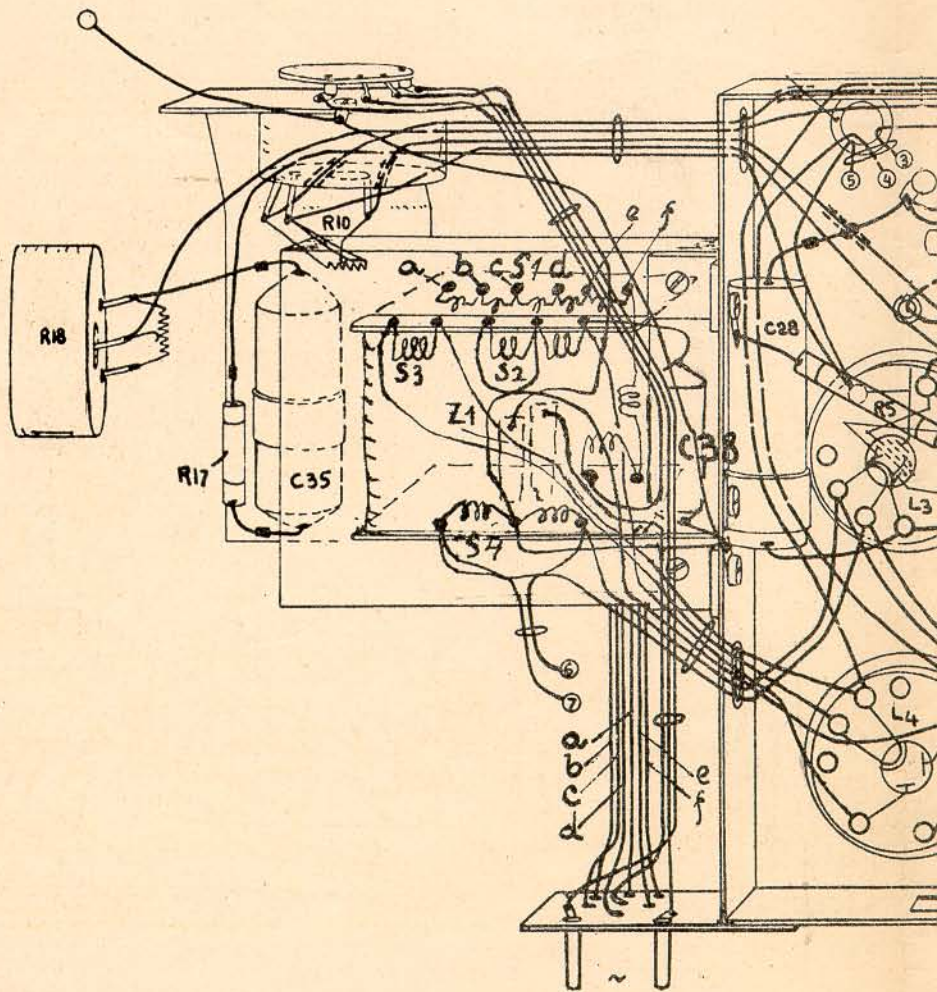 ③
⑤ ④
R10
e f
a b c S1 d
C28
R18
S3 S2
R5
Z1
C38
R17
C35
L3
S4
⑥
⑦
L4
a
b
c
d
e
f
~